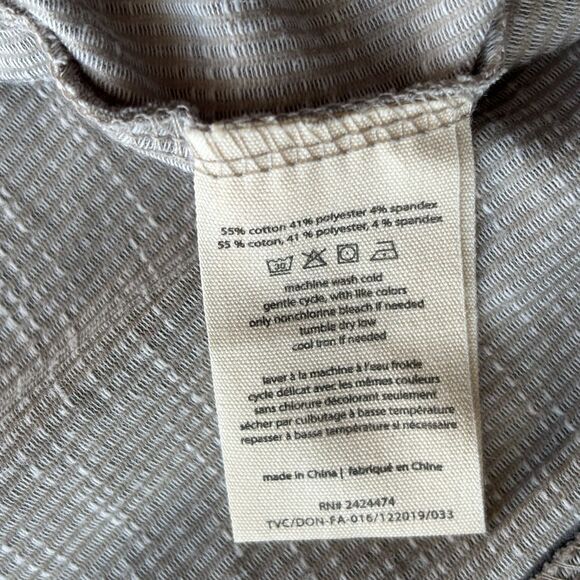 55% cotton 41% polyester 4% spandex
55 % coton, 41 % polyester, 4 % spandex
30
machine wash cold
gentle cycle, with like colors
only nonchlorine bleach if needed
tumble dry low
cool iron if needed
laver à la machine à l'eau froide
cycle délicat avec les mêmes couleurs
sans chlorure décolorant seulement
sécher par culbutage à basse température
repasser à basse température si nécessaire
made in China | fabriqué en Chine
RN# 2424474
TVC/DON-FA-016/122019/033